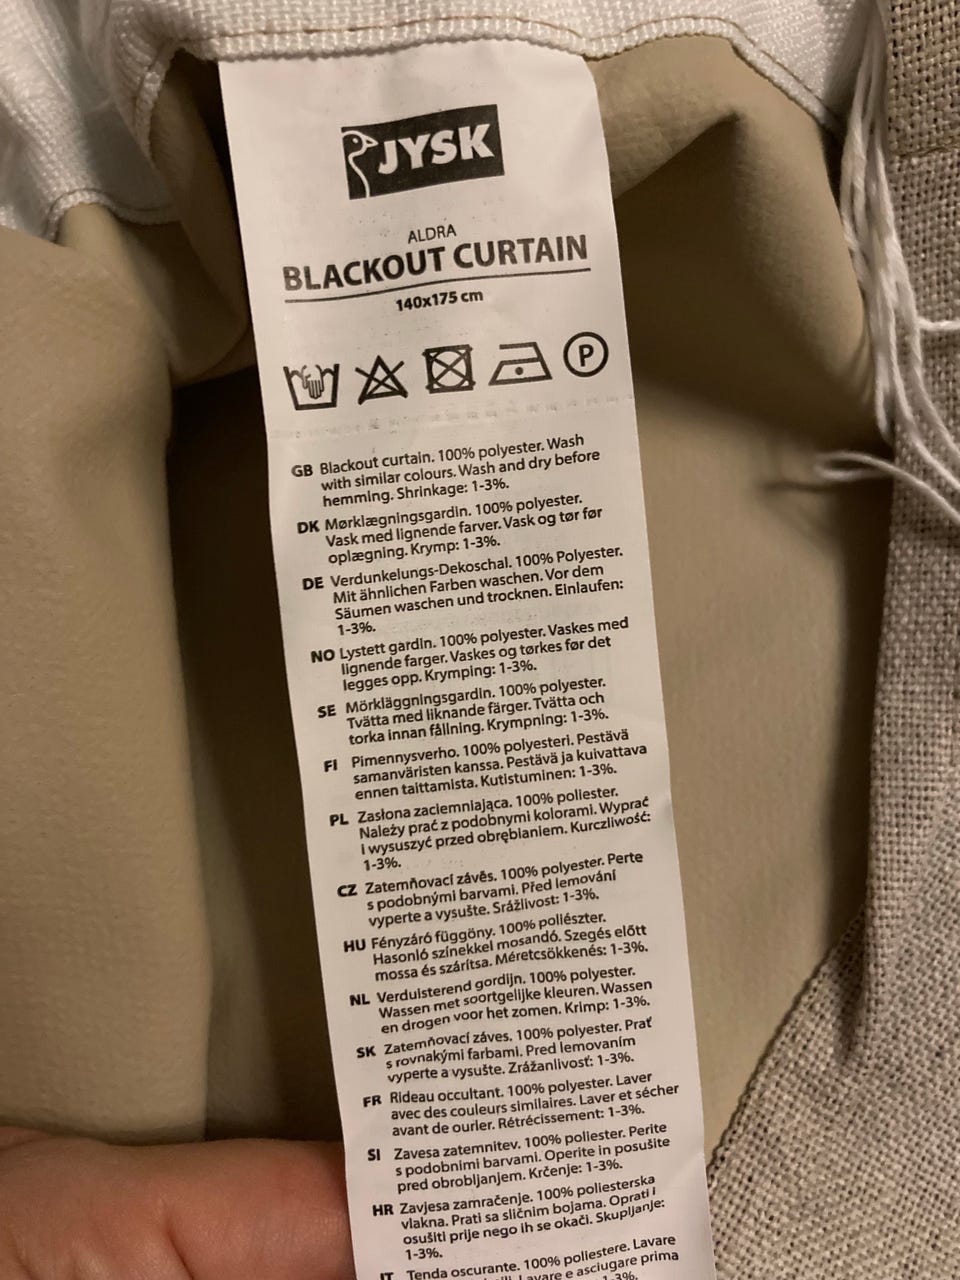 JYSK
ALDRA
BLACKOUT CURTAIN
140x175 cm
P
GB Blackout curtain. 100% polyester. Wash
with similar colours. Wash and dry before
hemming. Shrinkage: 1-3%.
DK Mørklægningsgardin. 100% polyester.
Vask med lignende farver. Vask og tør før
oplægning. Krymp: 1-3%.
DE Verdunkelungs-Dekoschal. 100% Polyester.
Mit ähnlichen Farben waschen. Vor dem
Säumen waschen und trocknen. Einlaufen:
1-3%.
NO Lystett gardin. 100% polyester. Vaskes med
lignende farger. Vaskes og tørkes før det
legges opp. Krymping: 1-3%.
SE Mörkläggningsgardin. 100% polyester.
Tvätta med liknande färger. Tvätta och
torka innan fållning. Krympning: 1-3%.
FI Pimennysverho. 100% polyesteri. Pestävä
samanväristen kanssa. Pestävä ja kuivattava
ennen taittamista. Kutistuminen: 1-3%.
PL Zasłona zaciemniająca. 100% poliester.
Należy prać z podobnymi kolorami. Wyprać
i wysuszyć przed obrębianiem. Kurczliwość:
1-3%.
CZ Zatemňovací závěs. 100% polyester. Perte
s podobnými barvami. Před lemování
vyperte a vysušte. Srážlivost: 1-3%.
HU Fényzáró függöny. 100% poliészter.
Hasonló színekkel mosandó. Szegés előtt
mossa és szárítsa. Méretcsökkenés: 1-3%.
NL Verduisterend gordijn. 100% polyester.
Wassen met soortgelijke kleuren. Wassen
en drogen voor het zomen. Krimp: 1-3%.
SK Zatemňovací záves. 100% polyester. Prať
s rovnakými farbami. Pred lemovaním
vyperte a vysušte. Zrážanlivosť: 1-3%.
FR Rideau occultant. 100% polyester. Laver
avec des couleurs similaires. Laver et sécher
avant de ourler. Rétrécissement: 1-3%.
SI Zavesa zatemnitev. 100% poliester. Perite
s podobnimi barvami. Operite in posušite
pred obrobljanjem. Krčenje: 1-3%.
HR Zavjesa zamračenje. 100% poliesterska
vlakna. Prati sa sličnim bojama. Oprati i
osušiti prije nego ih se okači. Skupljanje:
1-3%.
IT Tenda oscurante. 100% poliestere. Lavare
Lavare e asciugare prima
1-3%.